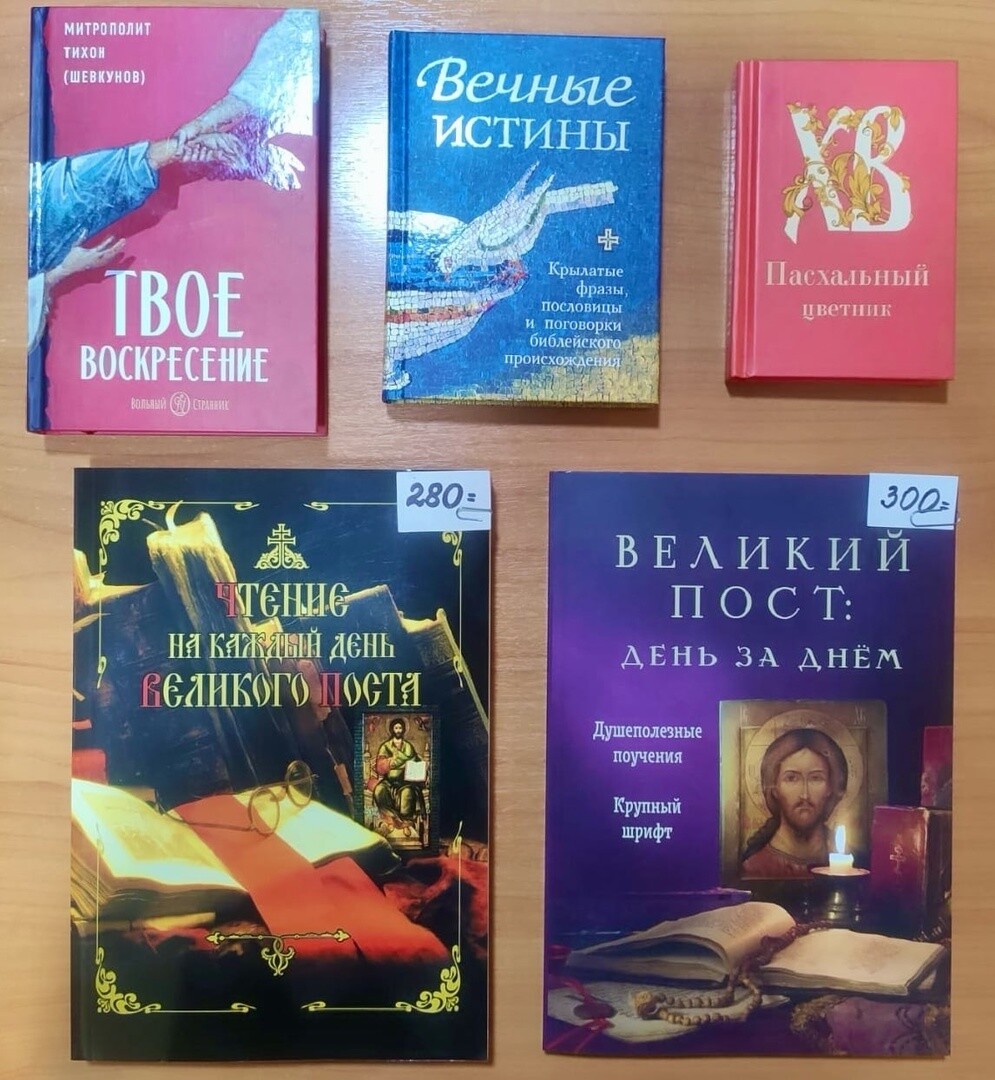 МИТРОПОЛИТ
ТИХОН
(ШЕВКУНОВ)
ТВОЕ
ВОСКРЕСЕНИЕ
ВОЛЬНЫЙ СТРАННИК
Вечные
ИСТИНЫ
Крылатые
фразы,
пословицы
и поговорки
библейского
происхождения
ХВ
Пасхальный
цветник
280=
ЧТЕНИЕ
НА КАЖДЫЙ ДЕНЬ
ВЕЛИКОГО ПОСТА
300=
ВЕЛИКИЙ
ПОСТ:
ДЕНЬ ЗА ДНЁМ
Душеполезные
поучения
Крупный
шрифт